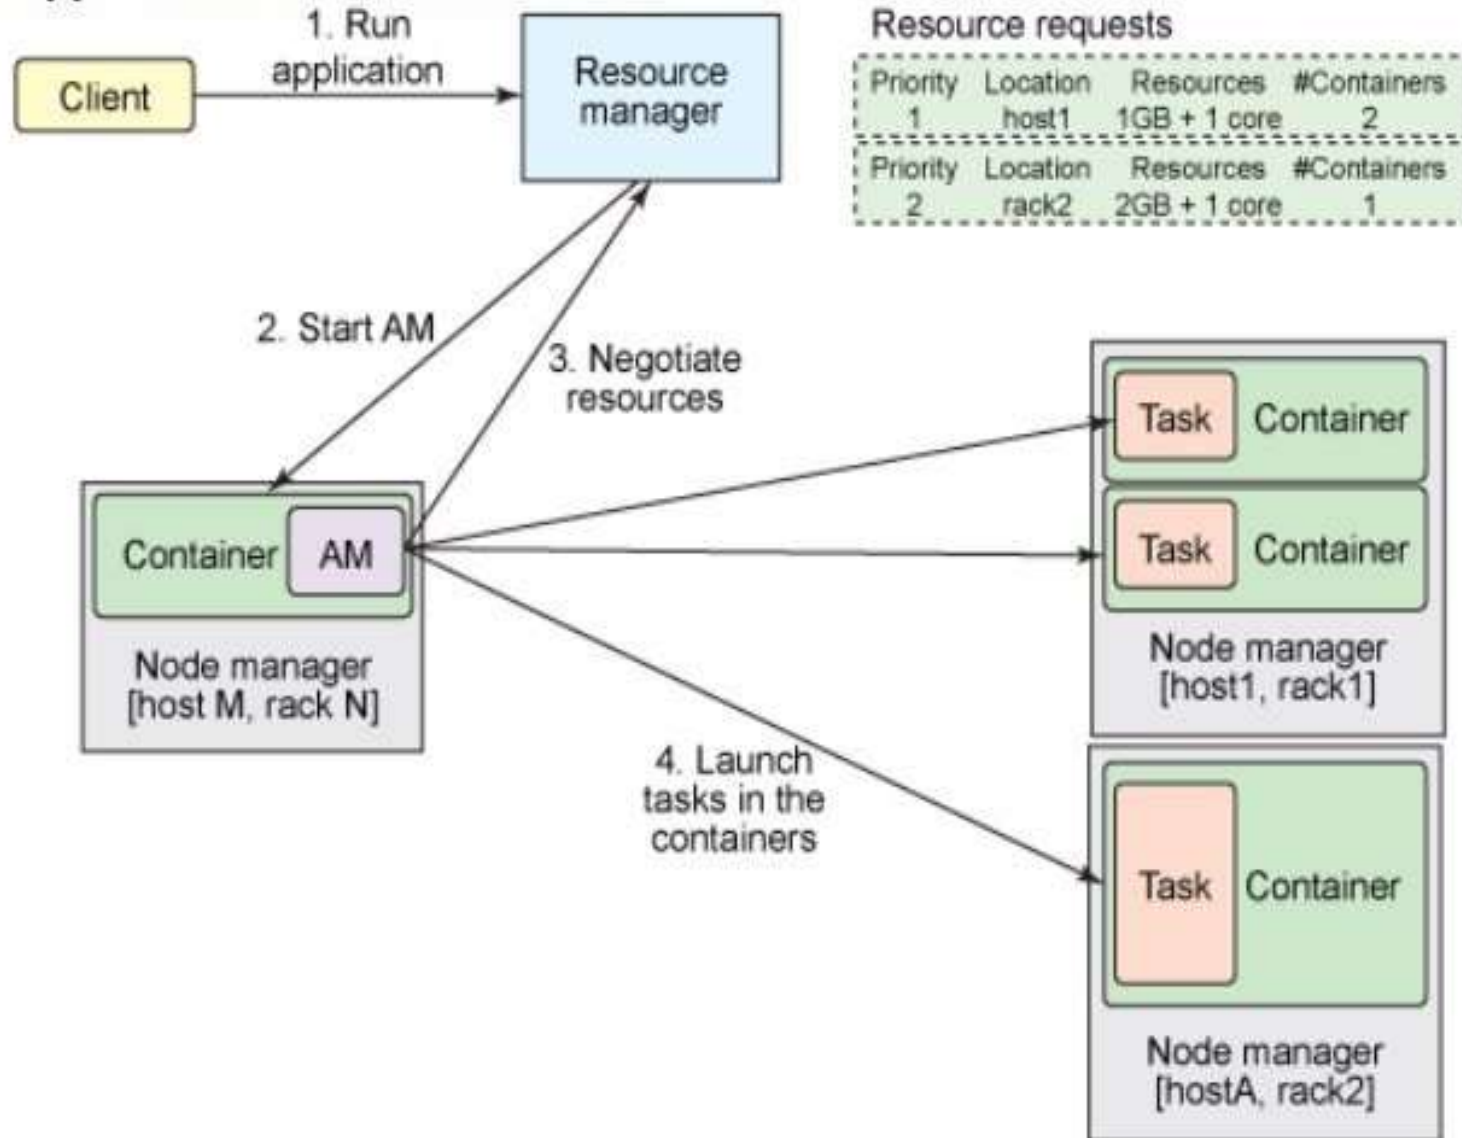 1. Run
application
Client
Resource
manager
Resource requests
Priority Location Resources #Containers
1 host1 1GB + 1 core 2
Priority Location Resources #Containers
2 rack2 2GB + 1 core 1
2. Start AM
3. Negotiate
resources
Task Container
Task Container
Node manager
[host1, rack1]
Container AM
Node manager
[host M, rack N]
4. Launch
tasks in the
containers
Task Container
Node manager
[hostA, rack2]